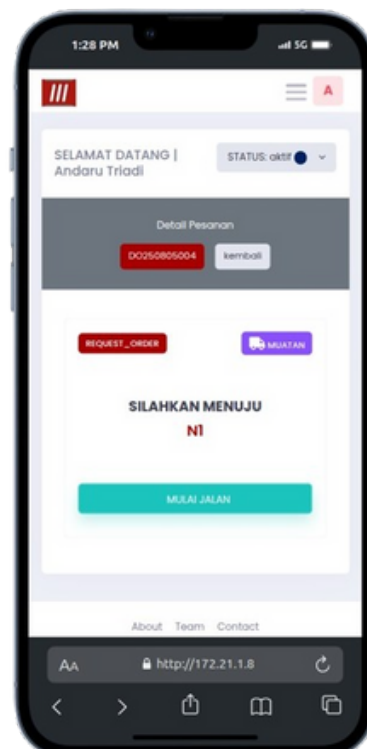 1:28 PM
5G
A
SELAMAT DATANG |
Andaru Triadi
STATUS: aktif
Detail Pesanan
DO250805004
kembali
REQUEST_ORDER
MUATAN
SILAHKAN MENUJU
N1
MULAI JALAN
About Team Contact
AA
http://172.21.1.8